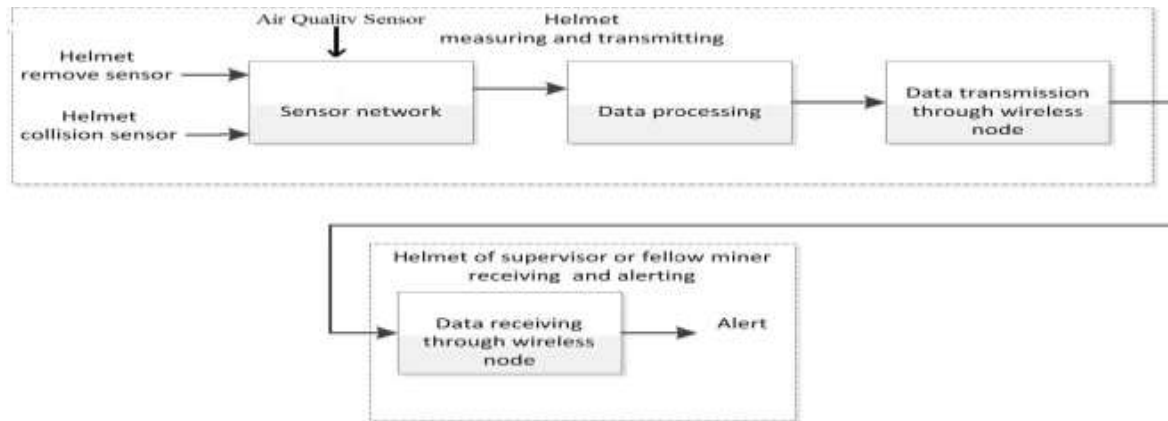 Air Quality Sensor
Helmet
measuring and transmitting
Helmet
remove sensor
Helmet
collision sensor
Sensor network
Data processing
Data transmission
through wireless
node
Helmet of supervisor or fellow miner
receiving and alerting
Data receiving
through wireless
node
Alert